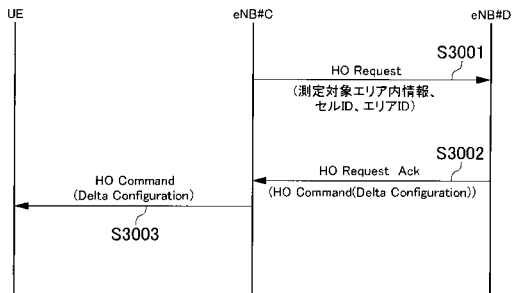 UE
eNB#C
eNB#D
S3001
HO Request
(測定対象エリア内情報、
セルID、エリアID)
S3002
HO Request Ack
(HO Command(Delta Configuration))
HO Command
(Delta Configuration)
S3003